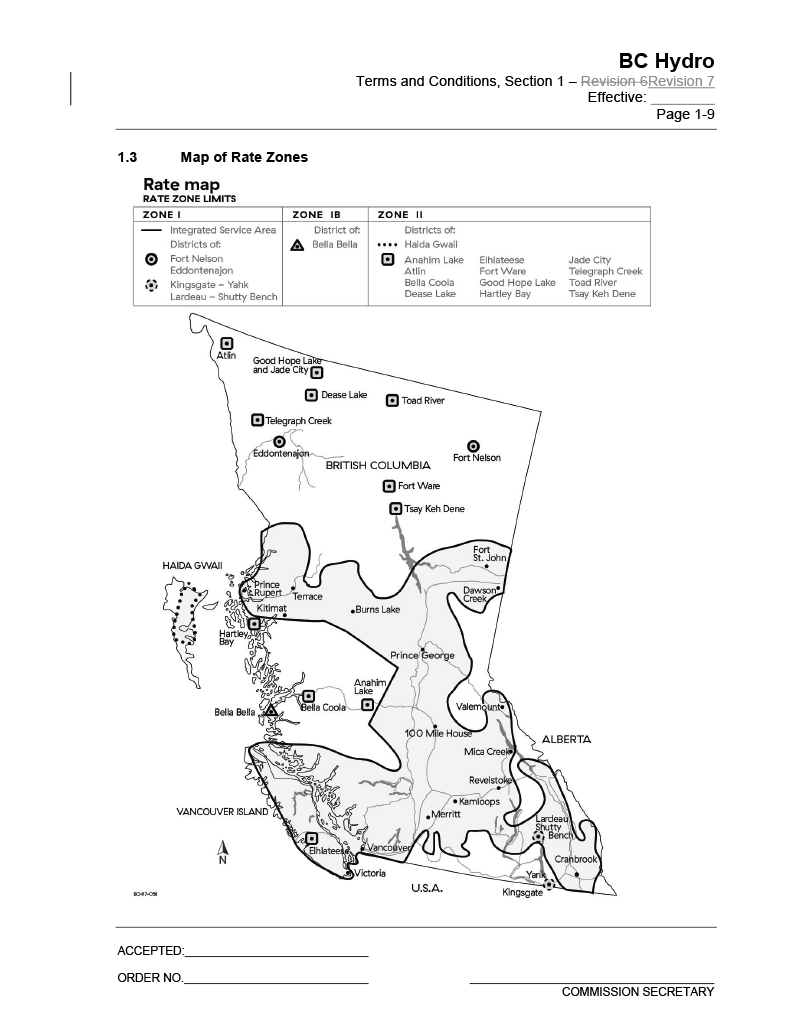 BC Hydro
Terms and Conditions, Section 1 – Revision 6Revision 7
Effective: ________
Page 1-9
1.3 Map of Rate Zones
Rate map
RATE ZONE LIMITS
ZONE I
Integrated Service Area
Districts of:
Fort Nelson
Eddontenajon
Kingsgate – Yahk
Lardeau – Shutty Bench
ZONE IB
District of:
Bella Bella
ZONE II
Districts of:
Haida Gwaii
Anahim Lake Elhlateese Jade City
Atlin Fort Ware Telegraph Creek
Bella Coola Good Hope Lake Toad River
Dease Lake Hartley Bay Tsay Keh Dene
Atlin
Good Hope Lake
and Jade City
Dease Lake
Toad River
Telegraph Creek
Eddontenajon
Fort Nelson
BRITISH COLUMBIA
Fort Ware
Tsay Keh Dene
Fort
St. John
HAIDA GWAII
Prince
Rupert
Terrace
Dawson
Creek
Kitimat
Burns Lake
Hartley
Bay
Prince George
Anahim
Lake
Bella Coola
Bella Bella
Valemount
100 Mile House
ALBERTA
Mica Creek
Revelstoke
Kamloops
VANCOUVER ISLAND
Merritt
Lardeau
Shutty
Bench
Elhlateese
Vancouver
Cranbrook
N
Victoria
Yank
U.S.A.
Kingsgate
BCH17-058
ACCEPTED:____________________
ORDER NO.____________________
COMMISSION SECRETARY